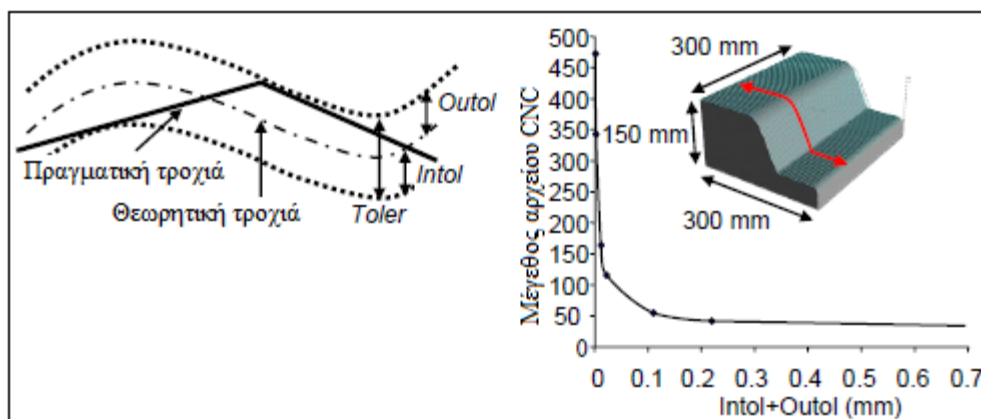 Outol
Πραγματική τροχιά
Intol
Θεωρητική τροχιά
Toler
Μέγεθος αρχείου CNC
500
450
400
350
300
250
200
150
100
50
0
300 mm
150 mm
300 mm
0 0.1 0.2 0.3 0.4 0.5 0.6 0.7
Intol+Outol (mm)